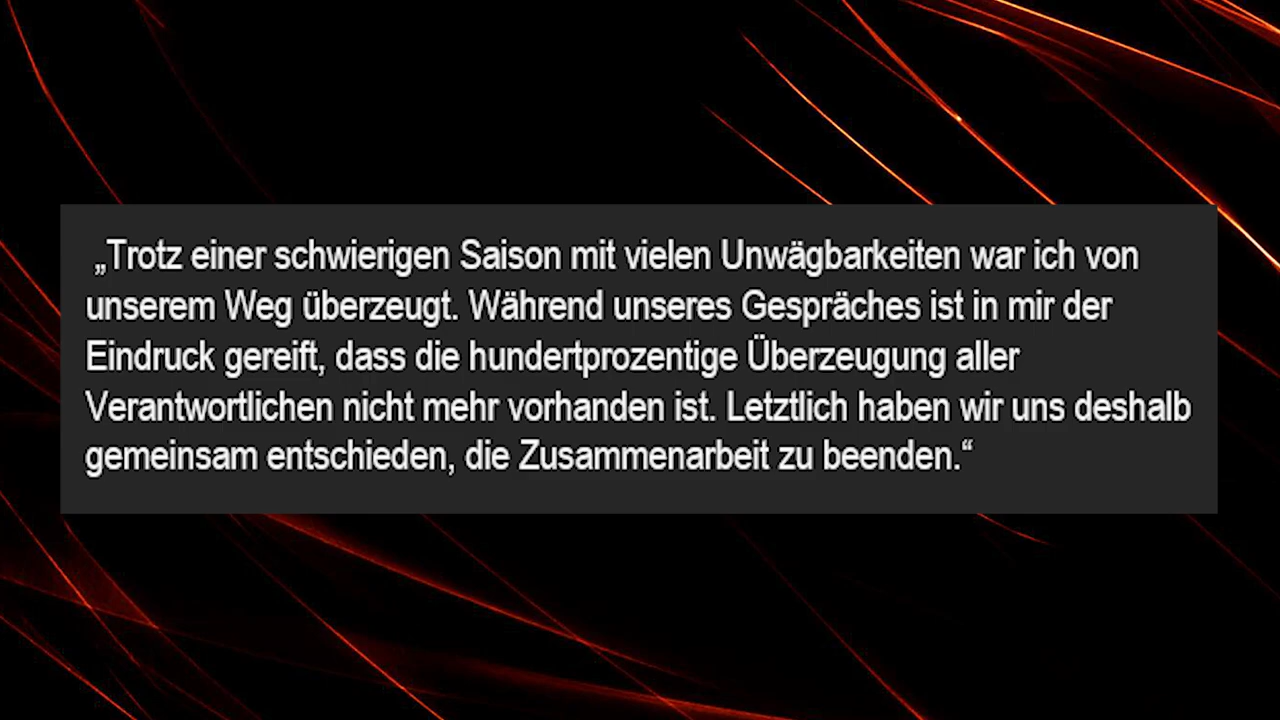 „Trotz einer schwierigen Saison mit vielen Unwägbarkeiten war ich von
unserem Weg überzeugt. Während unseres Gespräches ist in mir der
Eindruck gereift, dass die hundertprozentige Überzeugung aller
Verantwortlichen nicht mehr vorhanden ist. Letztlich haben wir uns deshalb
gemeinsam entschieden, die Zusammenarbeit zu beenden.“